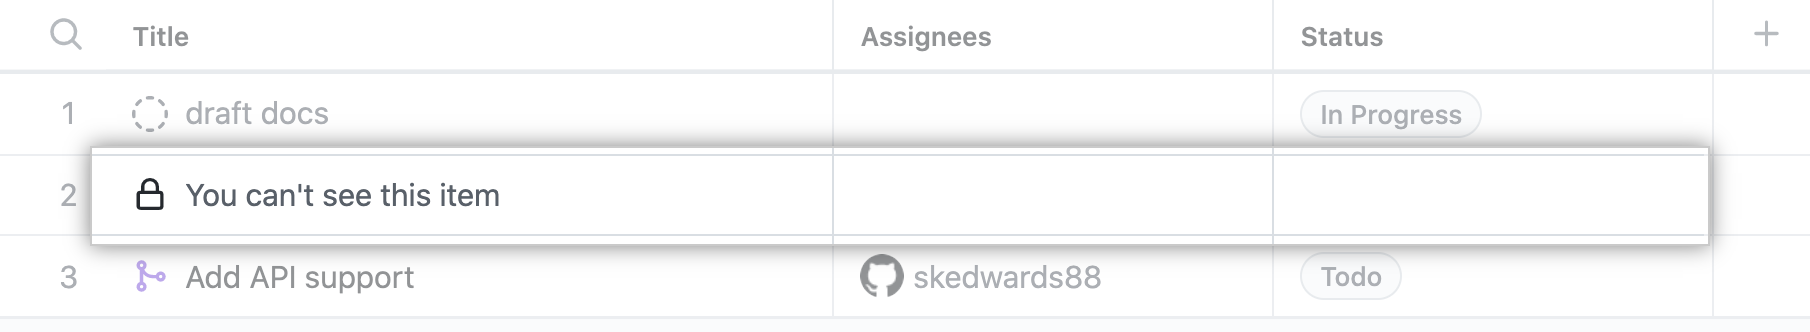 Title Assignees Status
1 draft docs In Progress
2 You can't see this item
3 Add API support skedwards88 Todo